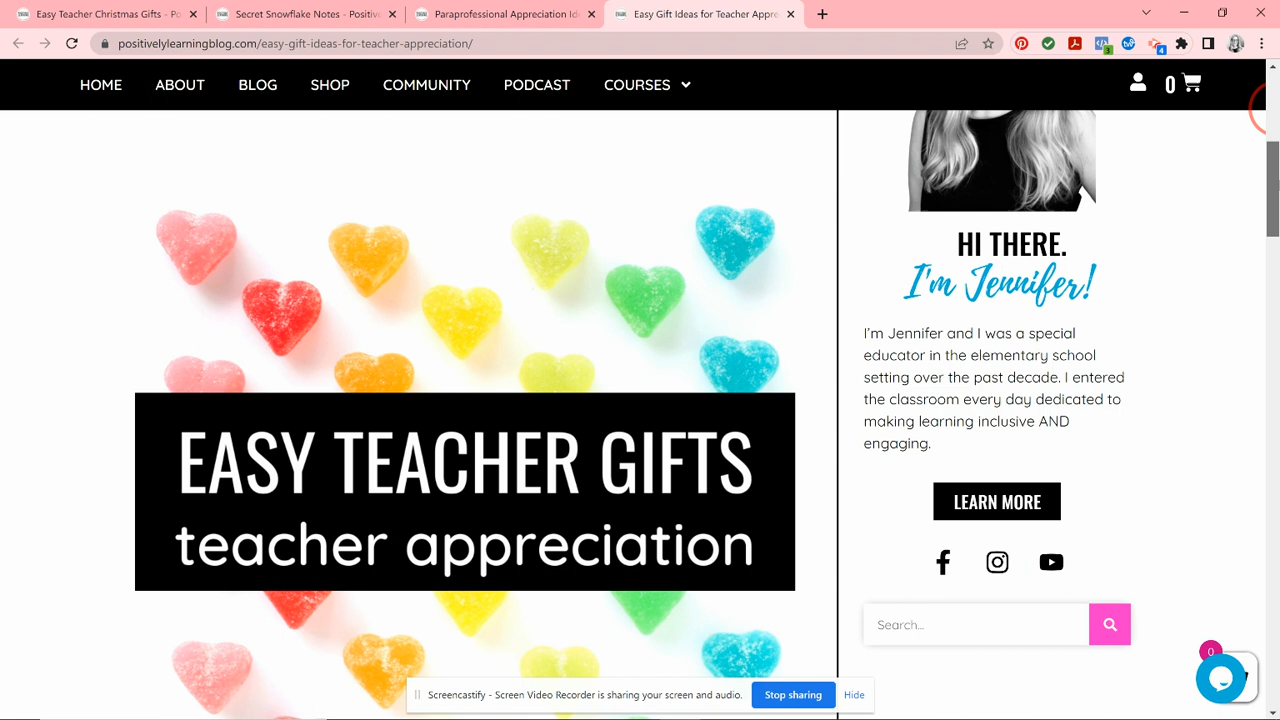 Easy Teacher Christmas Gifts - Po
Secret Snowflake Notes - Positive
Paraprofessional Appreciation Ide
Easy Gift Ideas for Teacher Appre
positivelylearningblog.com/easy-gift-ideas-for-teacher-appreciation/
3
4
HOME ABOUT BLOG SHOP COMMUNITY PODCAST COURSES
0
HI THERE.
I'm Jennifer!
I'm Jennifer and I was a special
educator in the elementary school
setting over the past decade. I entered
the classroom every day dedicated to
making learning inclusive AND
engaging.
LEARN MORE
EASY TEACHER GIFTS
teacher appreciation
Search...
0
Screencastify - Screen Video Recorder is sharing your screen and audio.
Stop sharing
Hide